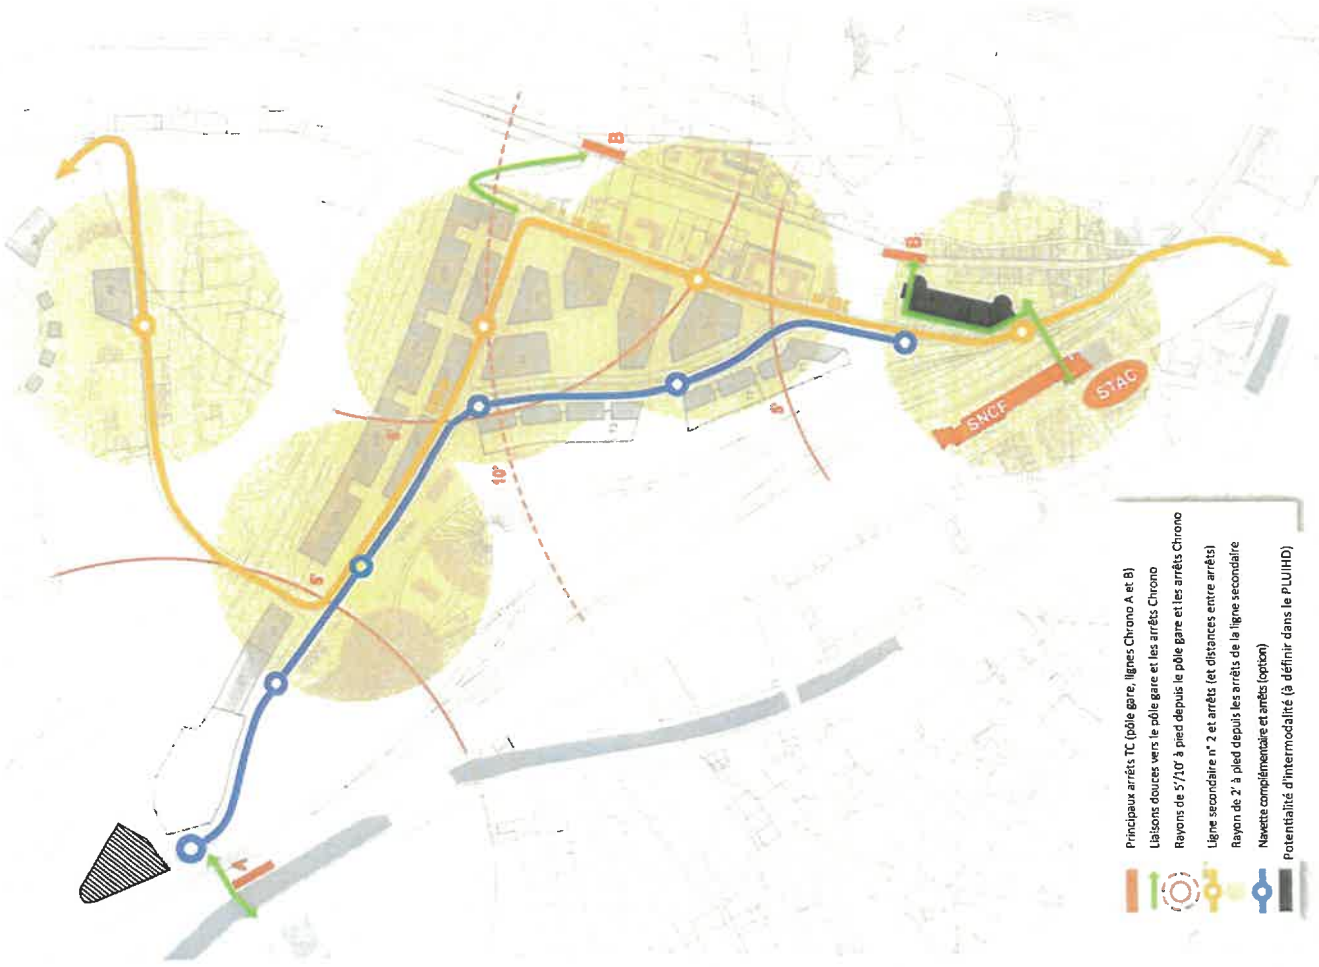 B
B
SNCF
STAC
5'
5'
5'
10'
A
Principaux arrêts TC (pôle gare, lignes Chrono A et B)
Liaisons douces vers le pôle gare et les arrêts Chrono
Rayons de 5'/10' à pied depuis le pôle gare et les arrêts Chrono
Ligne secondaire n° 2 et arrêts (et distances entre arrêts)
Rayon de 2' à pied depuis les arrêts de la ligne secondaire
Navette complémentaire et arrêts (option)
Potentialité d'intermodalité (à définir dans le PLUIHD)